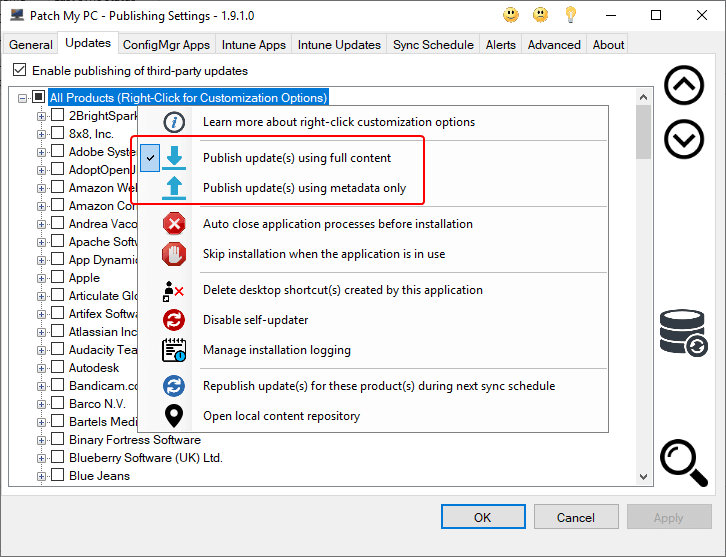 Patch My PC - Publishing Settings - 1.9.1.0
General Updates ConfigMgr Apps Intune Apps Intune Updates Sync Schedule Alerts Advanced About
Enable publishing of third-party updates
All Products (Right-Click for Customization Options)
2BrightSpark
8x8, Inc.
Adobe System
AdoptOpenJ
Amazon We
Amazon Cor
Andrea Vaco
Apache Softw
App Dynamic
Apple
Articulate Glo
Artifex Softwa
Atlassian Inc
Audacity Tea
Autodesk
Bandicam.co
Barco N.V.
Bartels Medi
Binary Fortress Software
Blueberry Software (UK) Ltd.
Blue Jeans
Learn more about right-click customization options
Publish update(s) using full content
Publish update(s) using metadata only
Auto close application processes before installation
Skip installation when the application is in use
Delete desktop shortcut(s) created by this application
Disable self-updater
Manage installation logging
Republish update(s) for these product(s) during next sync schedule
Open local content repository
OK Cancel Apply